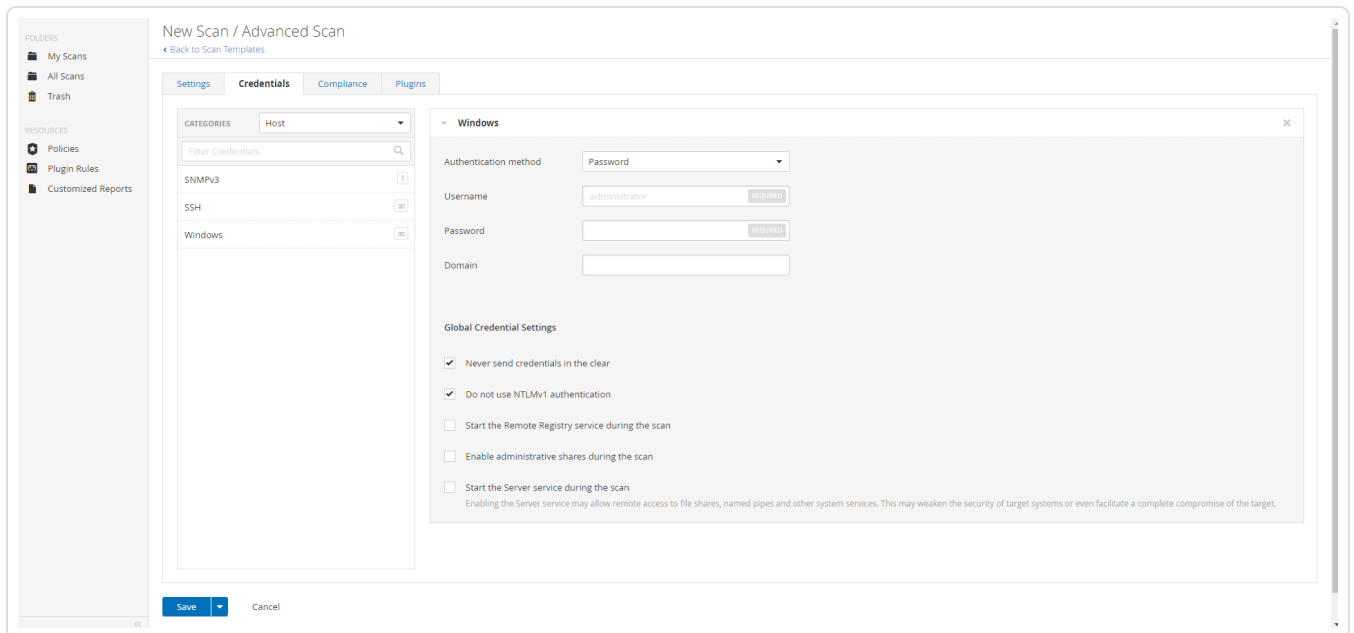 FOLDERS
My Scans
All Scans
Trash
RESOURCES
Policies
Plugin Rules
Customized Reports
New Scan / Advanced Scan
Back to Scan Templates
Settings
Credentials
Compliance
Plugins
CATEGORIES Host
Filter Credentials
SNMPv3 1
SSH ∞
Windows ∞
Windows
Authentication method Password
Username administrator REQUIRED
Password REQUIRED
Domain
Global Credential Settings
Never send credentials in the clear
Do not use NTLMv1 authentication
Start the Remote Registry service during the scan
Enable administrative shares during the scan
Start the Server service during the scan
Enabling the Server service may allow remote access to file shares, named pipes and other system services. This may weaken the security of target systems or even facilitate a complete compromise of the target.
Save
Cancel